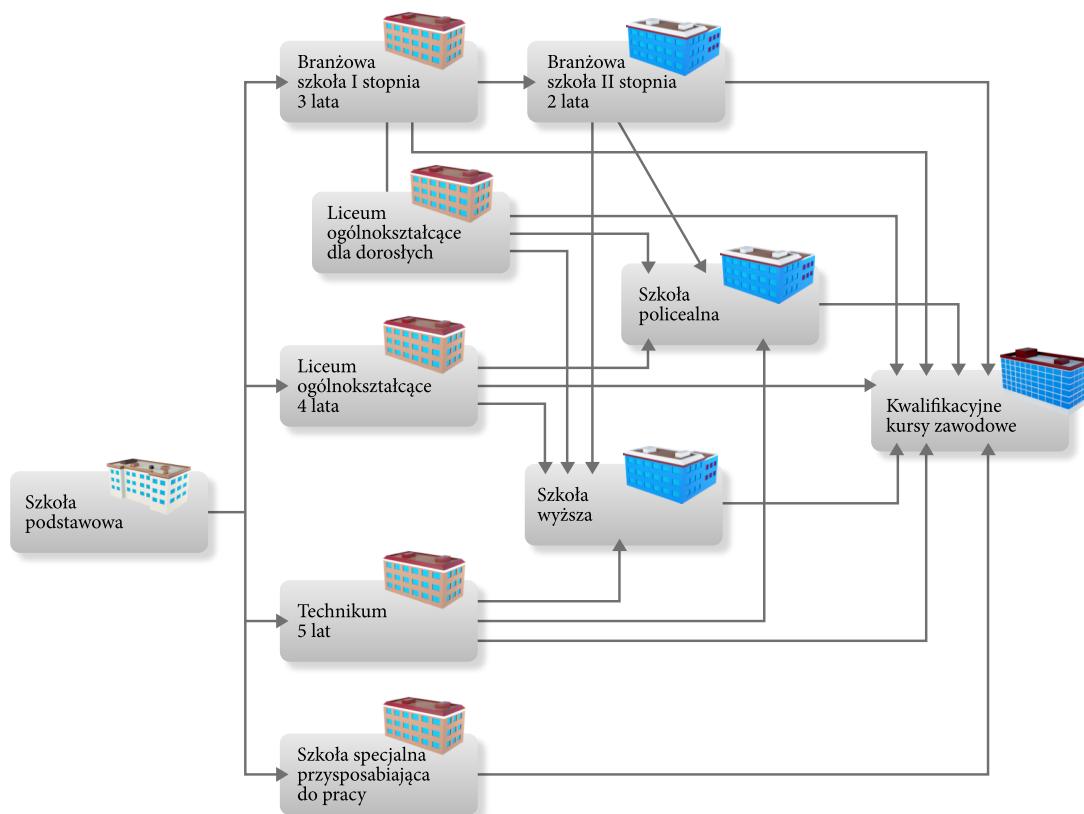 Branżowa
szkoła I stopnia
3 lata
Branżowa
szkoła II stopnia
2 lata
Liceum
ogólnokształcące
dla dorosłych
Szkoła
policealna
Liceum
ogólnokształcące
4 lata
Kwalifikacyjne
kursy zawodowe
Szkoła
podstawowa
Szkoła
wyższa
Technikum
5 lat
Szkoła specjalna
przysposabiająca
do pracy